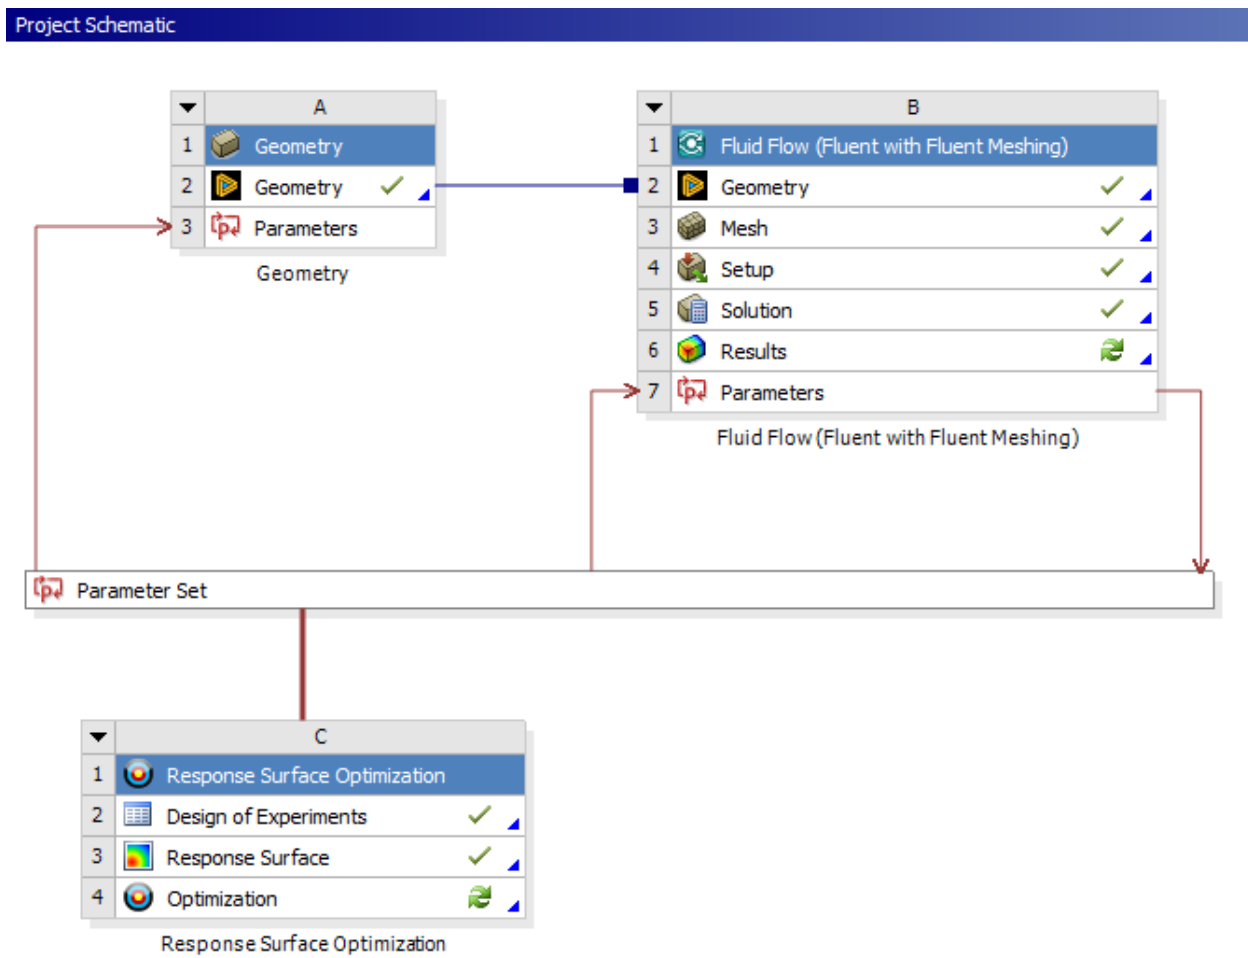 Project Schematic
A
1 Geometry
2 Geometry
3 Parameters
Geometry
B
1 Fluid Flow (Fluent with Fluent Meshing)
2 Geometry
3 Mesh
4 Setup
5 Solution
6 Results
7 Parameters
Fluid Flow (Fluent with Fluent Meshing)
Parameter Set
C
1 Response Surface Optimization
2 Design of Experiments
3 Response Surface
4 Optimization
Response Surface Optimization